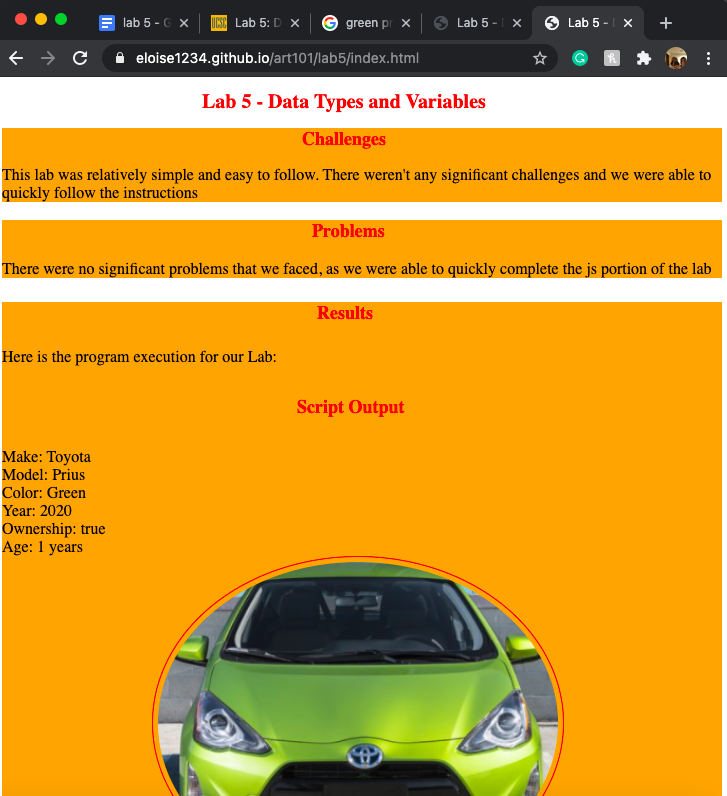 lab 5 - G
Lab 5: D
green pr
Lab 5 -
Lab 5 -
eloise1234.github.io/art101/lab5/index.html
Lab 5 - Data Types and Variables
Challenges
This lab was relatively simple and easy to follow. There weren't any significant challenges and we were able to
quickly follow the instructions
Problems
There were no significant problems that we faced, as we were able to quickly complete the js portion of the lab
Results
Here is the program execution for our Lab:
Script Output
Make: Toyota
Model: Prius
Color: Green
Year: 2020
Ownership: true
Age: 1 years